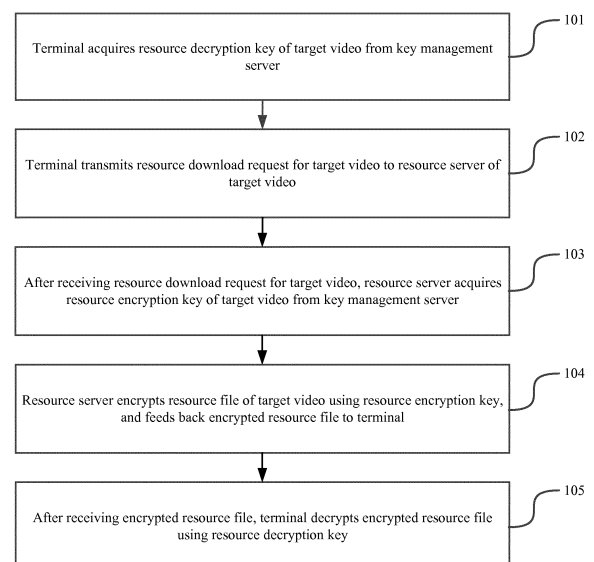 101
Terminal acquires resource decryption key of target video from key management
server
102
Terminal transmits resource download request for target video to resource server of
target video
103
After receiving resource download request for target video, resource server acquires
resource encryption key of target video from key management server
104
Resource server encrypts resource file of target video using resource encryption key,
and feeds back encrypted resource file to terminal
105
After receiving encrypted resource file, terminal decrypts encrypted resource file
using resource decryption key